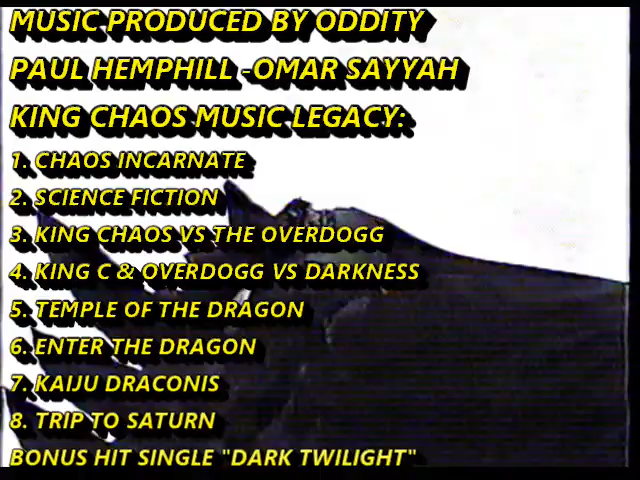 MUSIC PRODUCED BY ODDITY
PAUL HEMPHILL -OMAR SAYYAH
KING CHAOS MUSIC LEGACY:
1. CHAOS INCARNATE
2. SCIENCE FICTION
3. KING CHAOS VS THE OVERDOGG
4. KING C & OVERDOGG VS DARKNESS
5. TEMPLE OF THE DRAGON
6. ENTER THE DRAGON
7. KAIJU DRACONIS
8. TRIP TO SATURN
BONUS HIT SINGLE "DARK TWILIGHT"